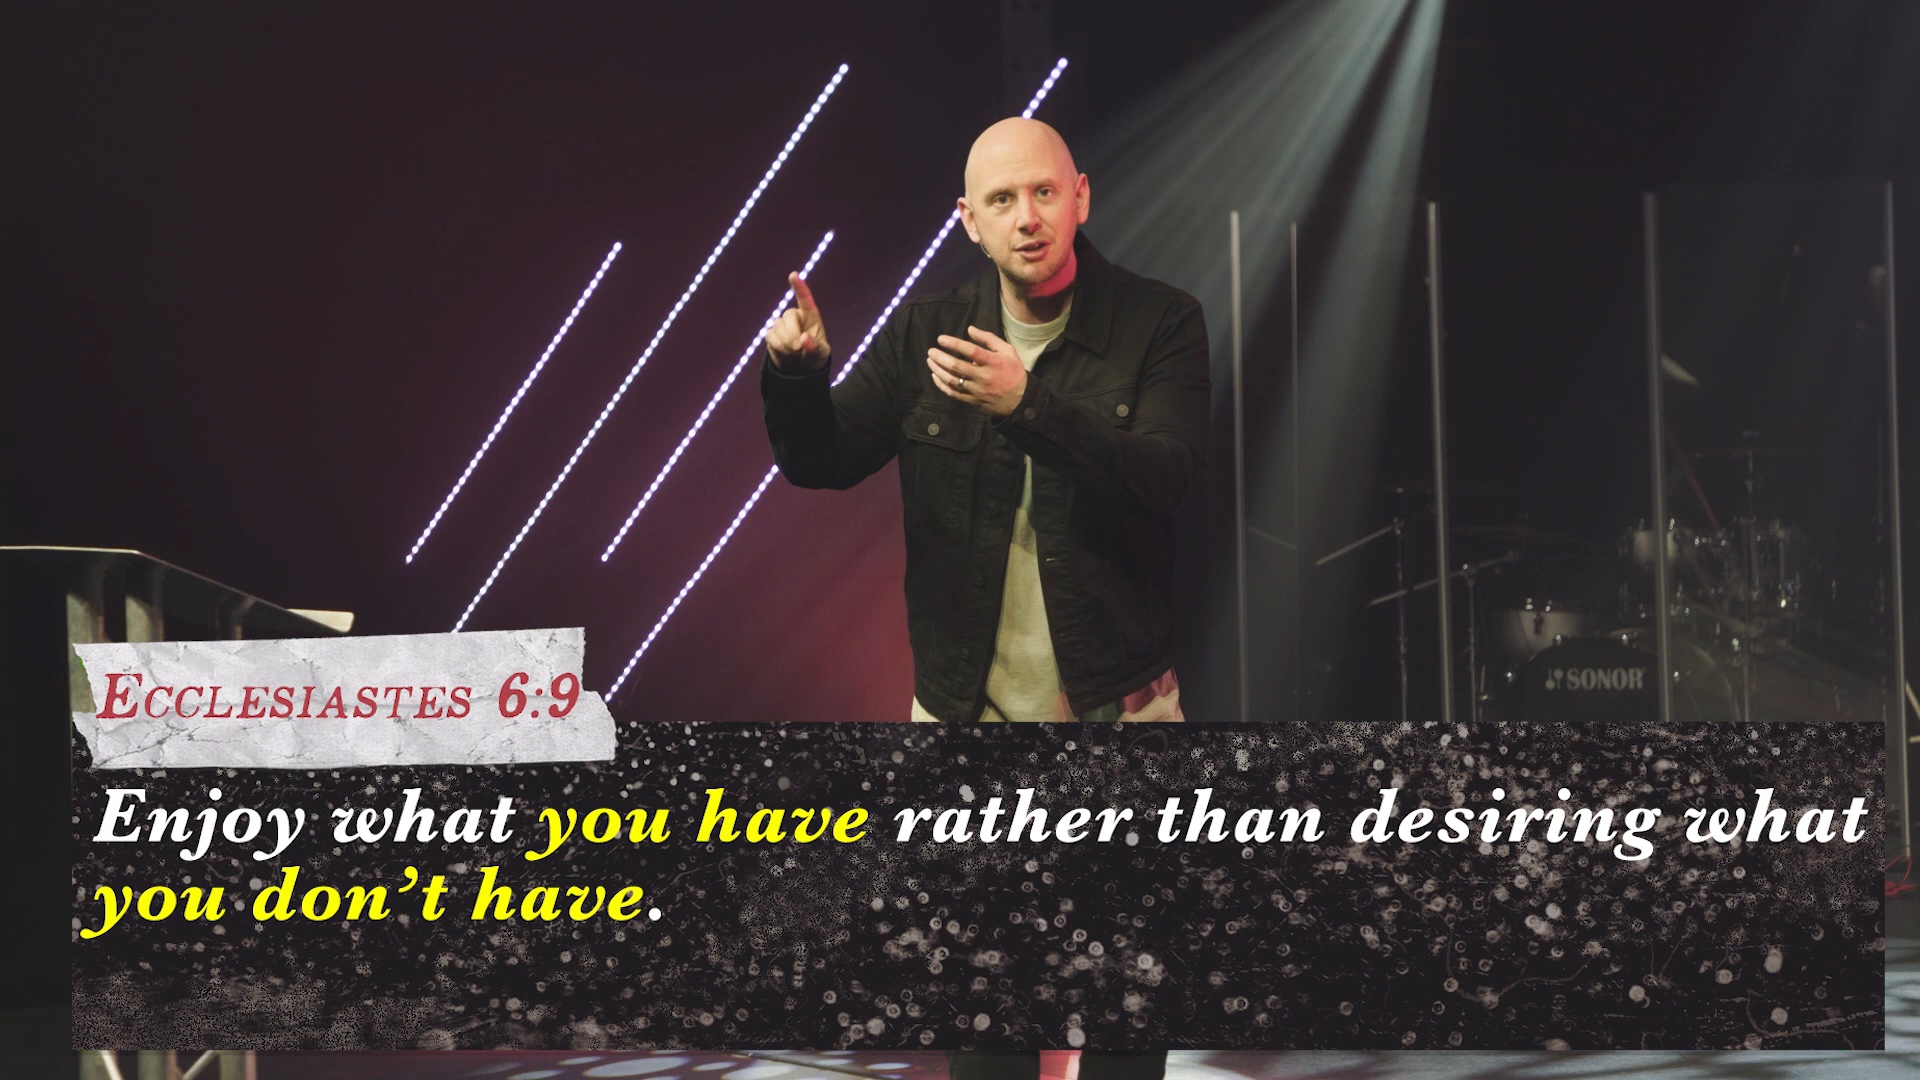 SONOR
Ecclesiastes 6:9
Enjoy what you have rather than desiring what
you don’t have.